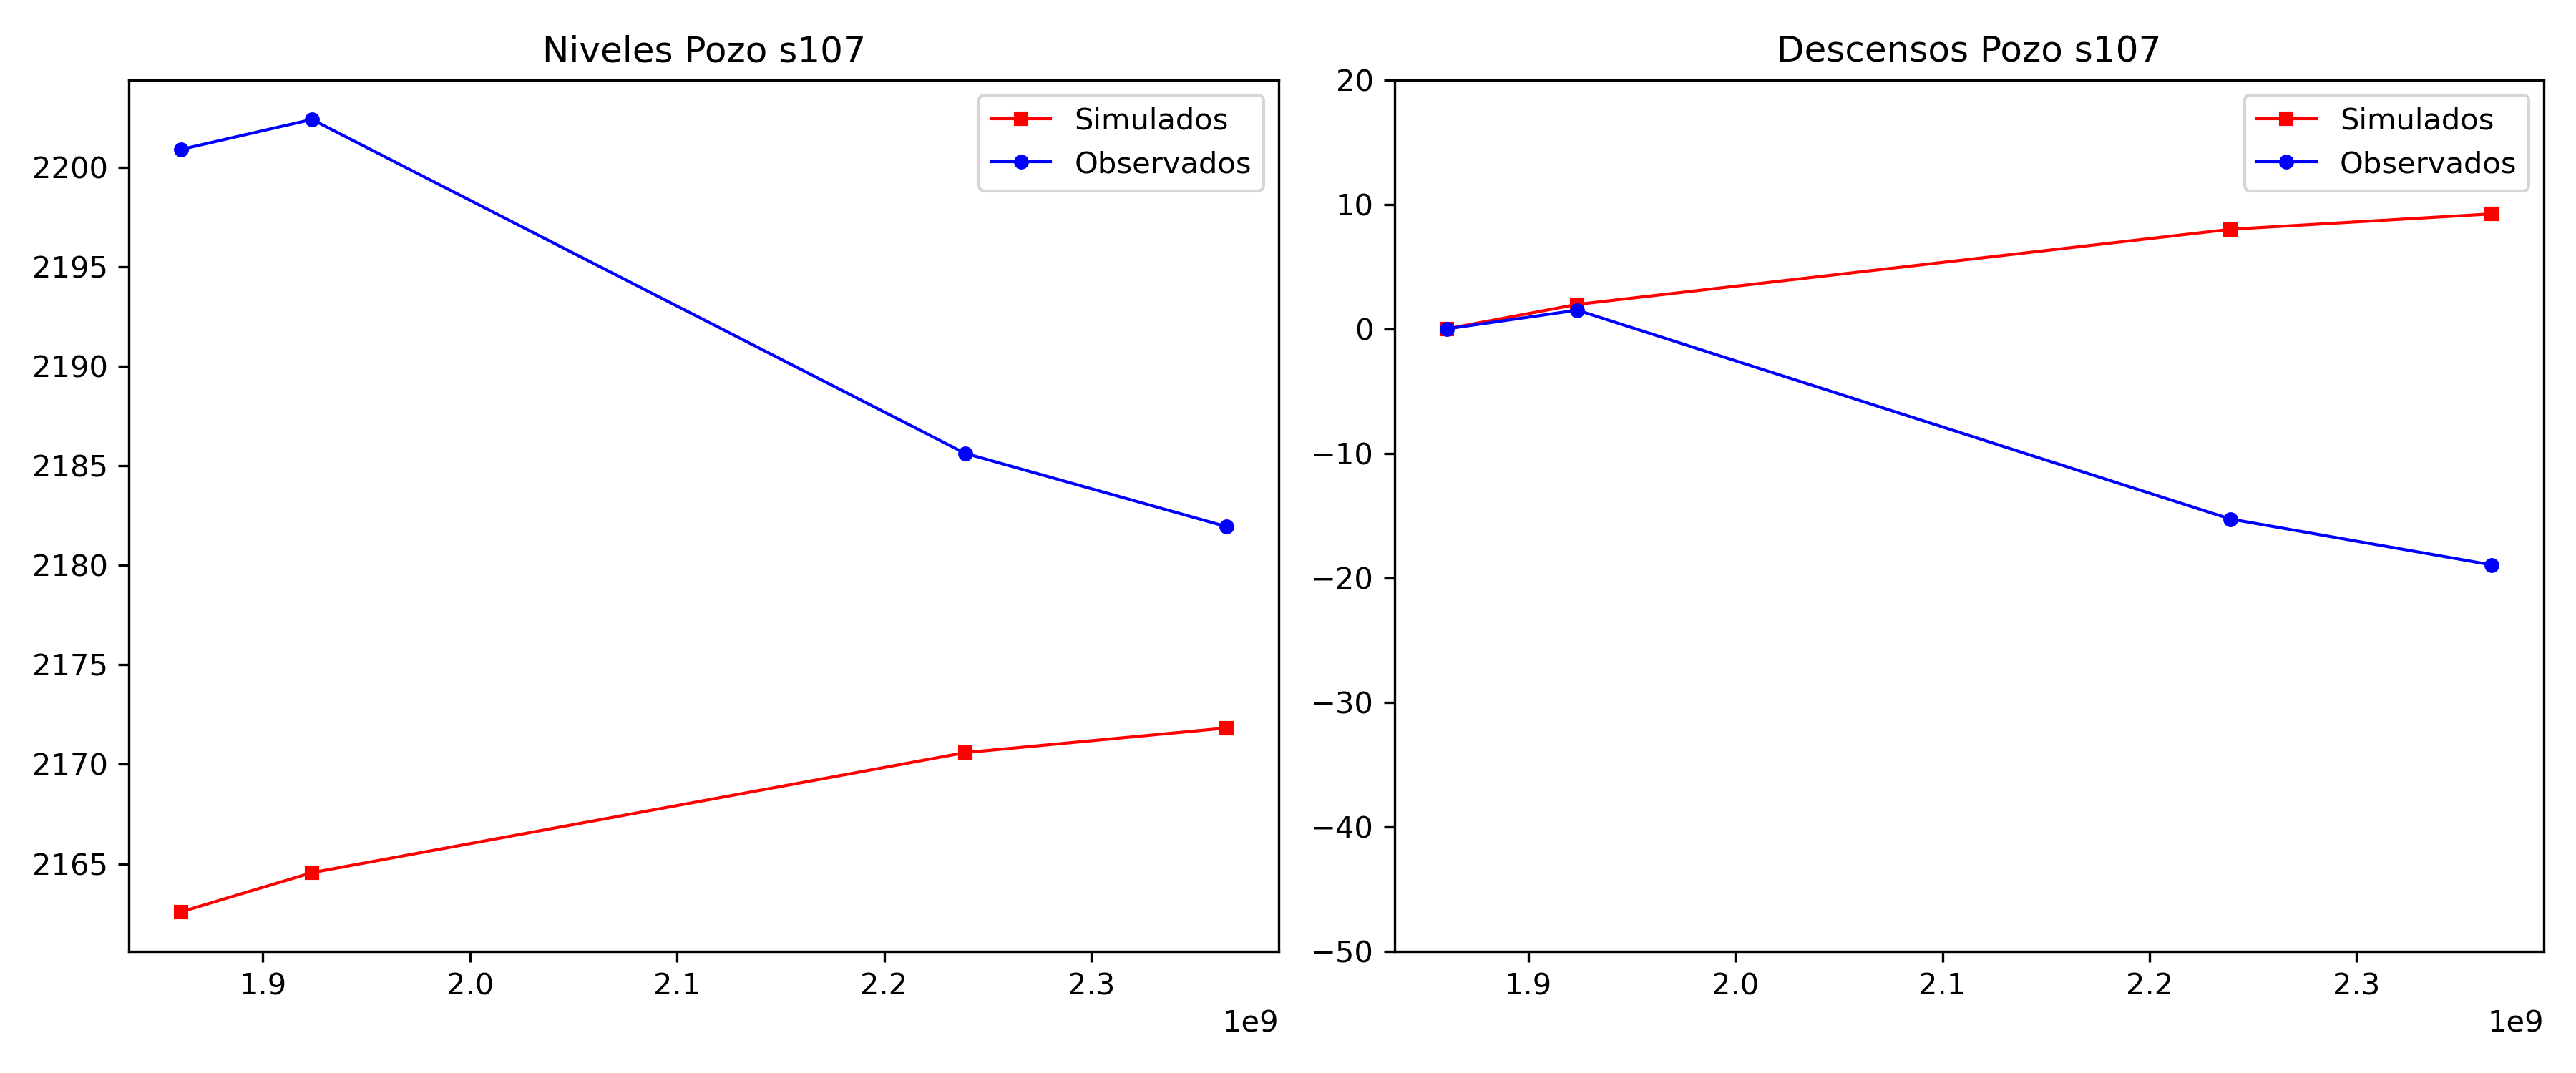 Niveles Pozo s107
Simulados
Observados
2200
2195
2190
2185
2180
2175
2170
2165
1.9 2.0 2.1 2.2 2.3
1e9
Descensos Pozo s107
Simulados
Observados
20
10
0
−10
−20
−30
−40
−50
1.9 2.0 2.1 2.2 2.3
1e9